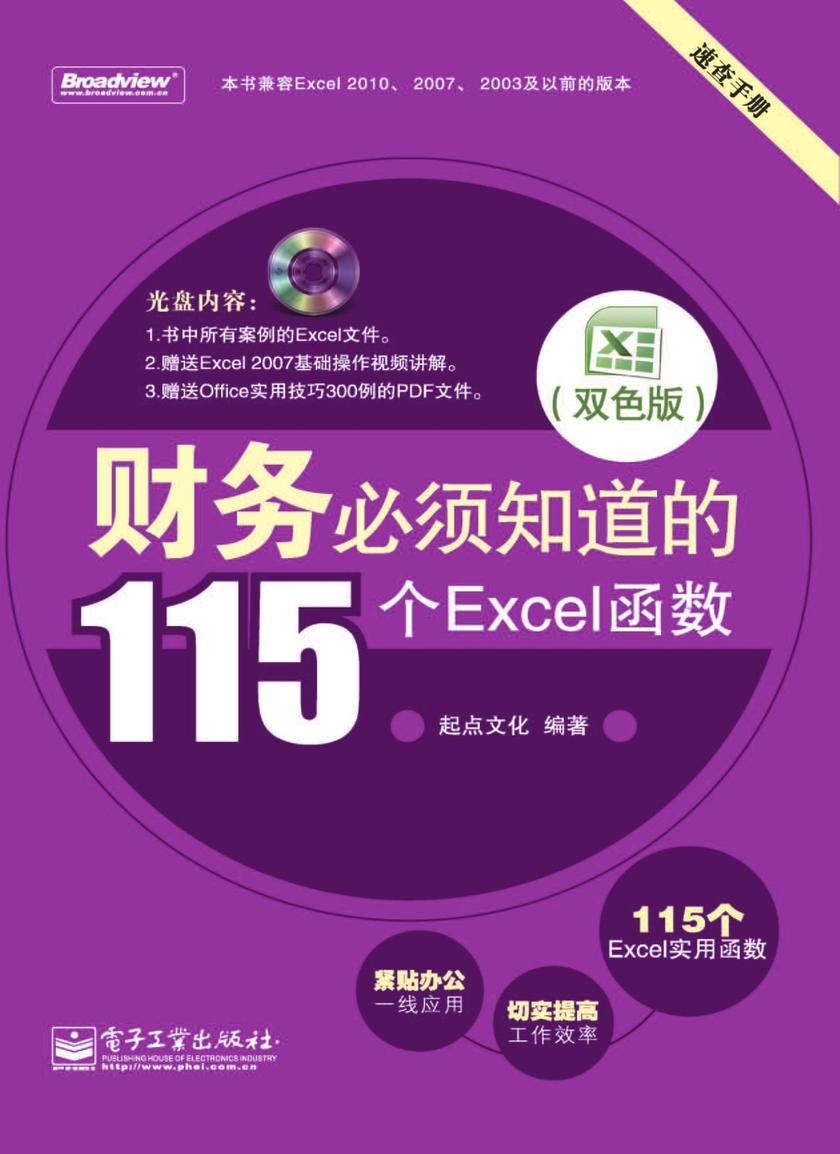 Broadview®
www.broadview.com.cn
本书兼容Excel 2010、 2007、 2003及以前的版本
速查手册
光盘内容：
1.书中所有案例的Excel文件。
2.赠送Excel 2007基础操作视频讲解。
3.赠送Office实用技巧300例的PDF文件。
（双色版）
财务必须知道的
115个Excel函数
起点文化 编著
115个
Excel实用函数
紧贴办公
一线应用
切实提高
工作效率
電子工業出版社.
PUBLISHING HOUSE OF ELECTRONICS INDUSTRY
http://www.phei.com.cn